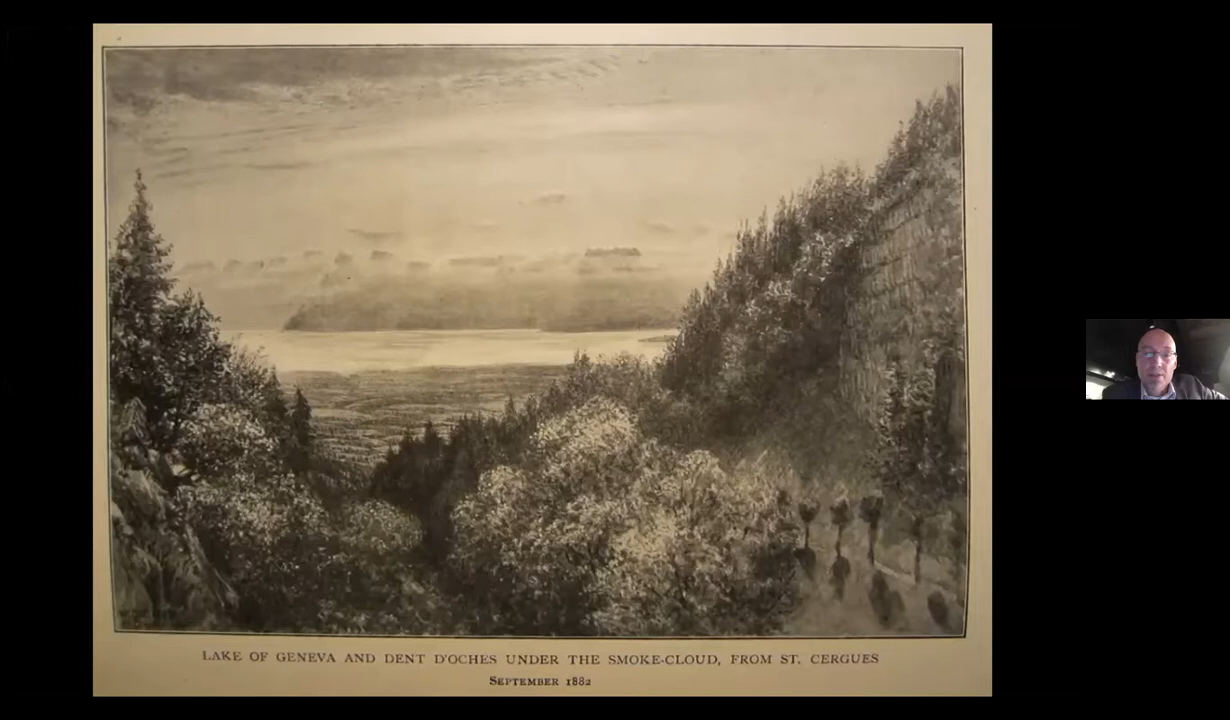 LAKE OF GENEVA AND DENT D'OCHES UNDER THE SMOKE-CLOUD, FROM ST. CERGUES
SEPTEMBER 1882